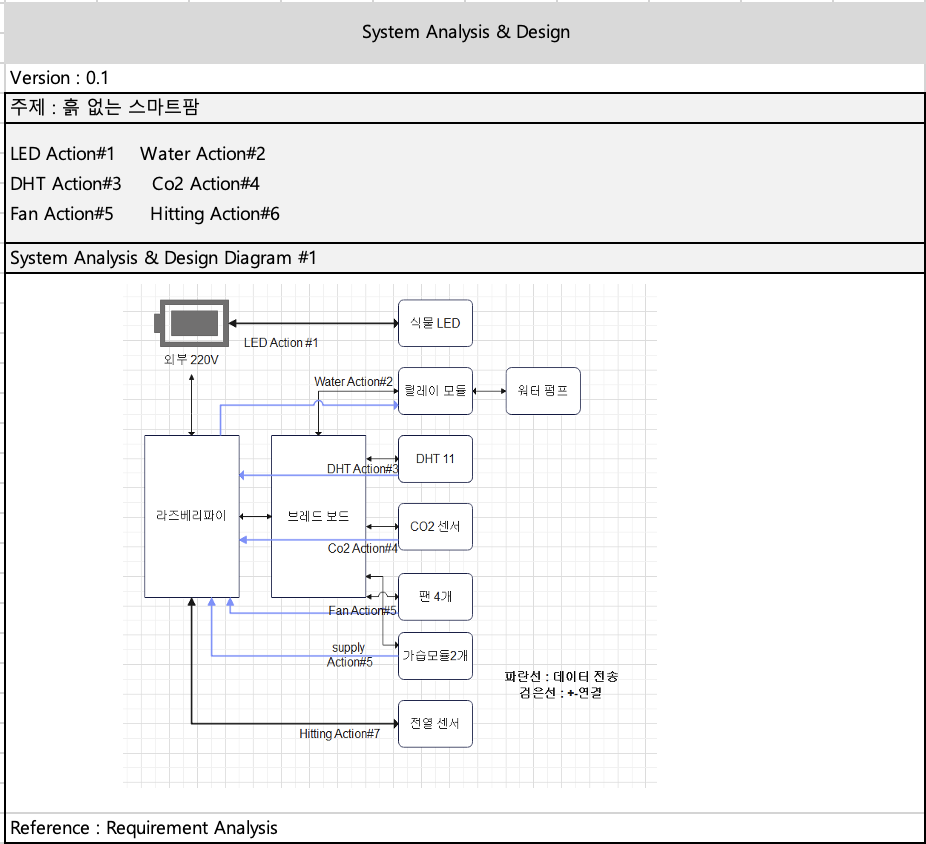 System Analysis & Design
Version : 0.1
주제 : 흙 없는 스마트팜
LED Action#1 Water Action#2
DHT Action#3 Co2 Action#4
Fan Action#5 Hitting Action#6
System Analysis & Design Diagram #1
식물 LED
LED Action #1
외부 220V
Water Action#2
릴레이 모듈
워터 펌프
DHT 11
DHT Action#3
라즈베리파이
브레드 보드
CO2 센서
Co2 Action#4
팬 4개
Fan Action#5
supply
Action#5
가습모듈2개
파란선 : 데이터 전송
검은선 : +-연결
전열 센서
Hitting Action#7
Reference : Requirement Analysis